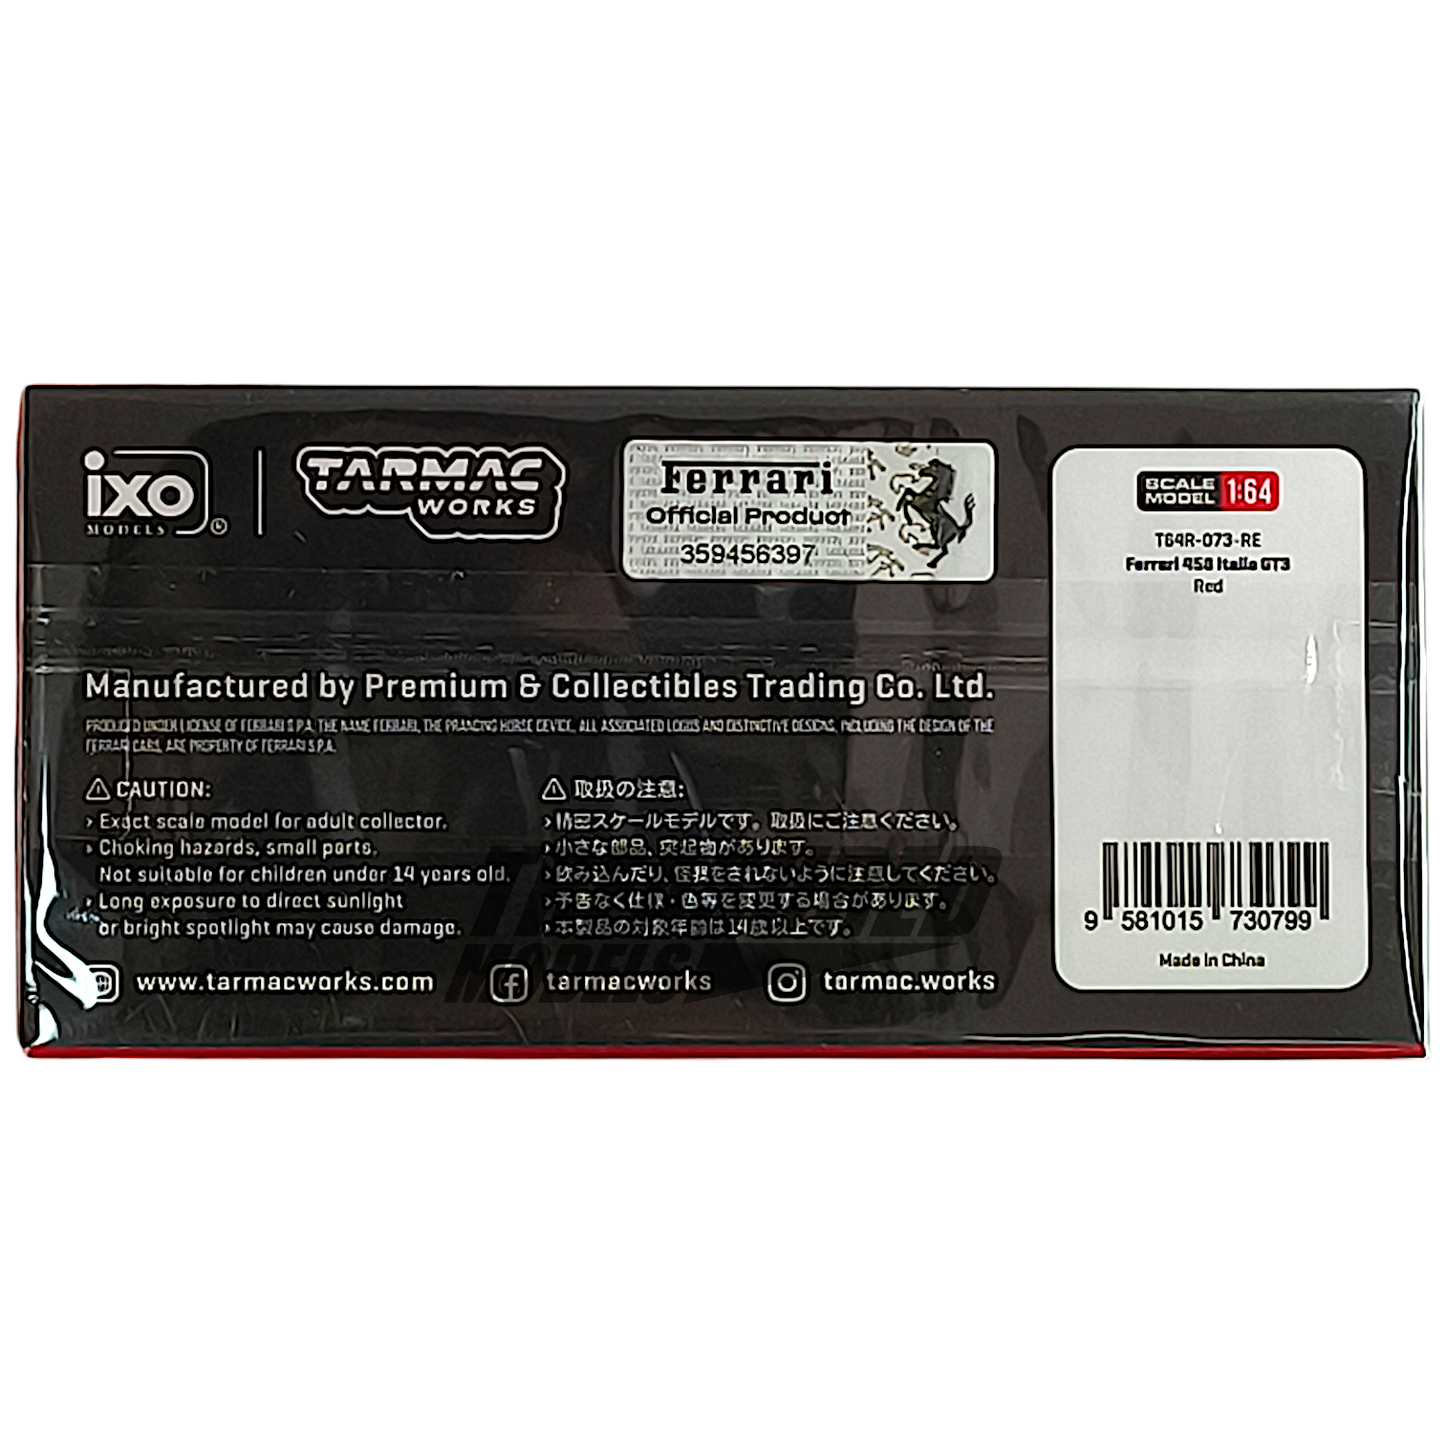 ixo
MODELS
TARMAC
WORKS
Ferrari
Official Product
359456397
SCALE
MODEL 1:64
T64R-073-RE
Ferrari 458 Italia GT3
Red
Manufactured by Premium & Collectibles Trading Co. Ltd.
PRODUCED UNDER LICENSE OF FERRARI S.P.A. THE NAME FERRARI, THE PRANCING HORSE DEVICE, ALL ASSOCIATED LOGOS AND DISTINCTIVE DESIGNS, INCLUDING THE DESIGN OF THE
FERRARI CARS, ARE PROPERTY OF FERRARI S.P.A.
CAUTION:
› Exact scale model for adult collector.
› Choking hazards, small parts.
Not suitable for children under 14 years old.
› Long exposure to direct sunlight
or bright spotlight may cause damage.
取扱の注意:
›精密スケールモデルです。取扱にご注意ください。
›小さな部品、突起物があります。
›飲み込んだり、怪我をされないように注意してください。
›予告なく仕様・色等を変更する場合があります。
›本製品の対象年齢は14歳以上です。
www.tarmacworks.com
tarmacworks
tarmac.works
9 581015 730799
Made in China
MODELS